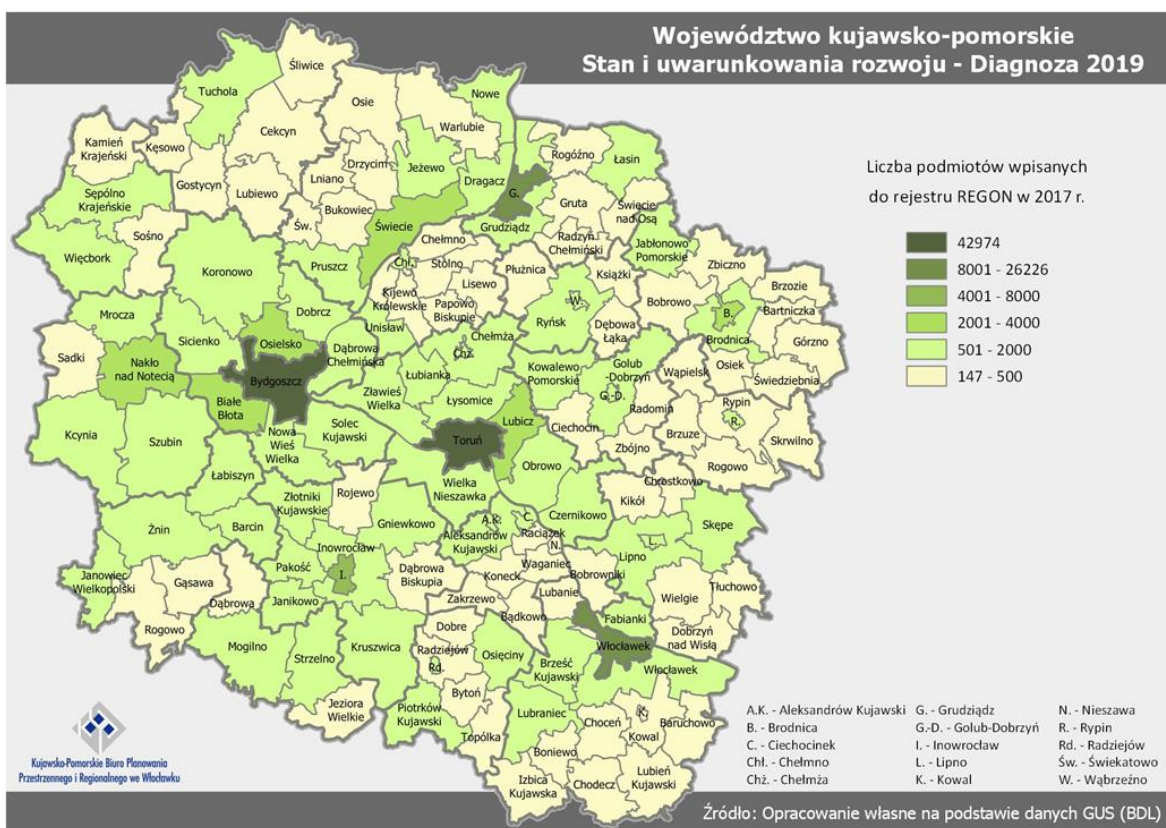 Województwo kujawsko-pomorskie
Stan i uwarunkowania rozwoju - Diagnoza 2019
Liczba podmiotów wpisanych
do rejestru REGON w 2017 r.
42974
8001 - 26226
4001 - 8000
2001 - 4000
501 - 2000
147 - 500
Śliwice
Tuchola
Nowe
Osie
Cekcyn
Warlubie
Kamień
Krajeński
Kęsowo
Rogóźno
Łasin
Drzycim
Jeżewo
Dragacz
G.
Gostycyn
Lubiewo
Lniano
Sępólno
Krajeńskie
Bukowiec
Gruta
Świecie
nad Osą
Św.
Świecie
Grudziądz
Sośno
Radzyń
Chełmiński
Jabłonowo
Pomorskie
Więcbork
Koronowo
Pruszcz
Chełmno
Chł.
Stolno
Płużnica
Książki
Zbiczno
Lisewo
Brzozie
Kijewo
Królewskie
Papowo
Biskupie
W.
Bobrowo
Bartniczka
Mrocza
Dobrcz
Unisław
Ryńsk
B.
Sicienko
Chełmża
Dębowa
Łąka
Brodnica
Górzno
Sadki
Osielsko
Dąbrowa
Chełmińska
Chż.
Nakło
nad Notecią
Łubianka
Kowalewo
Pomorskie
Golub
-Dobrzyń
Wąpielsk
Osiek
Świedziebnia
Bydgoszcz
Zławieś
Wielka
Łysomice
G.-D.
Białe
Błota
Radomin
Rypin
R.
Kcynia
Szubin
Nowa
Wieś
Wielka
Solec
Kujawski
Toruń
Lubicz
Ciechocin
Zbójno
Brzuze
Skrwilno
Rogowo
Łabiszyn
Wielka
Nieszawka
Obrowo
Chrostkowo
Złotniki
Kujawskie
Rojewo
Kikół
Żnin
Barcin
Gniewkowo
A.K.
C.
Czernikowo
Skępe
Aleksandrów
Kujawski
Raciążek
N.
Inowrocław
L.
Lipno
Janowiec
Wielkopolski
Gąsawa
Pakość
I.
Dąbrowa
Biskupia
Waganiec
Koneck
Bobrowniki
Tłuchowo
Dąbrowa
Janikowo
Zakrzewo
Lubanie
Wielgie
Rogowo
Bądkowo
Fabianki
Dobre
Dobrzyń
nad Wisłą
Mogilno
Strzelno
Kruszwica
Radziejów
Rd.
Osięciny
Włocławek
Brześć
Kujawski
Włocławek
Jeziora
Wielkie
Bytoń
Piotrków
Kujawski
Lubraniec
Choceń
K.
Kowal
Baruchowo
Topólka
Boniewo
Izbica
Kujawska
Chodecz
Lubień
Kujawski
A.K. - Aleksandrów Kujawski
B. - Brodnica
C. - Ciechocinek
Chł. - Chełmno
Chż. - Chełmża
G. - Grudziądz
G.-D. - Golub-Dobrzyń
I. - Inowrocław
L. - Lipno
K. - Kowal
N. - Nieszawa
R. - Rypin
Rd. - Radziejów
Św. - Świekatowo
W. - Wąbrzeźno
Kujawsko-Pomorskie Biuro Planowania
Przestrzennego i Regionalnego we Włocławku
Źródło: Opracowanie własne na podstawie danych GUS (BDL)